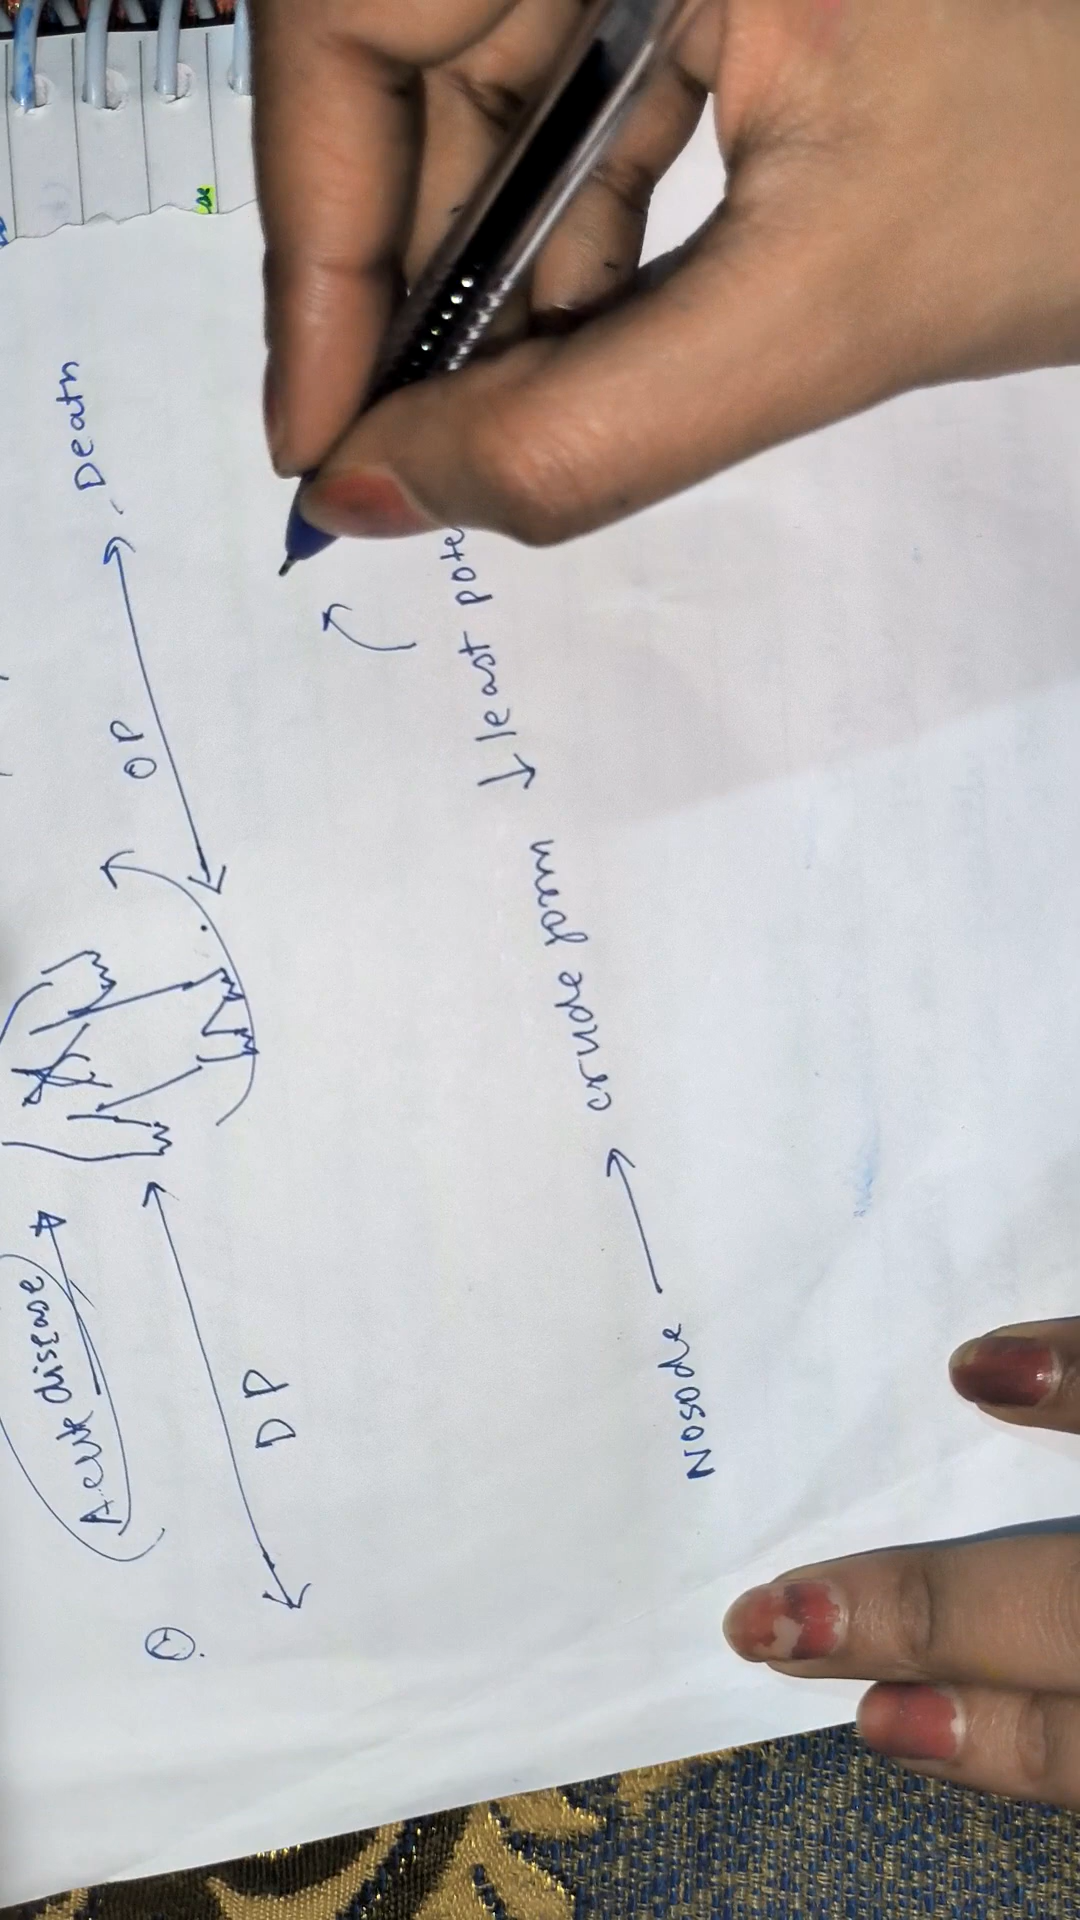 Acute disease
OP
Death
DP
least pote
Nosode → crude form